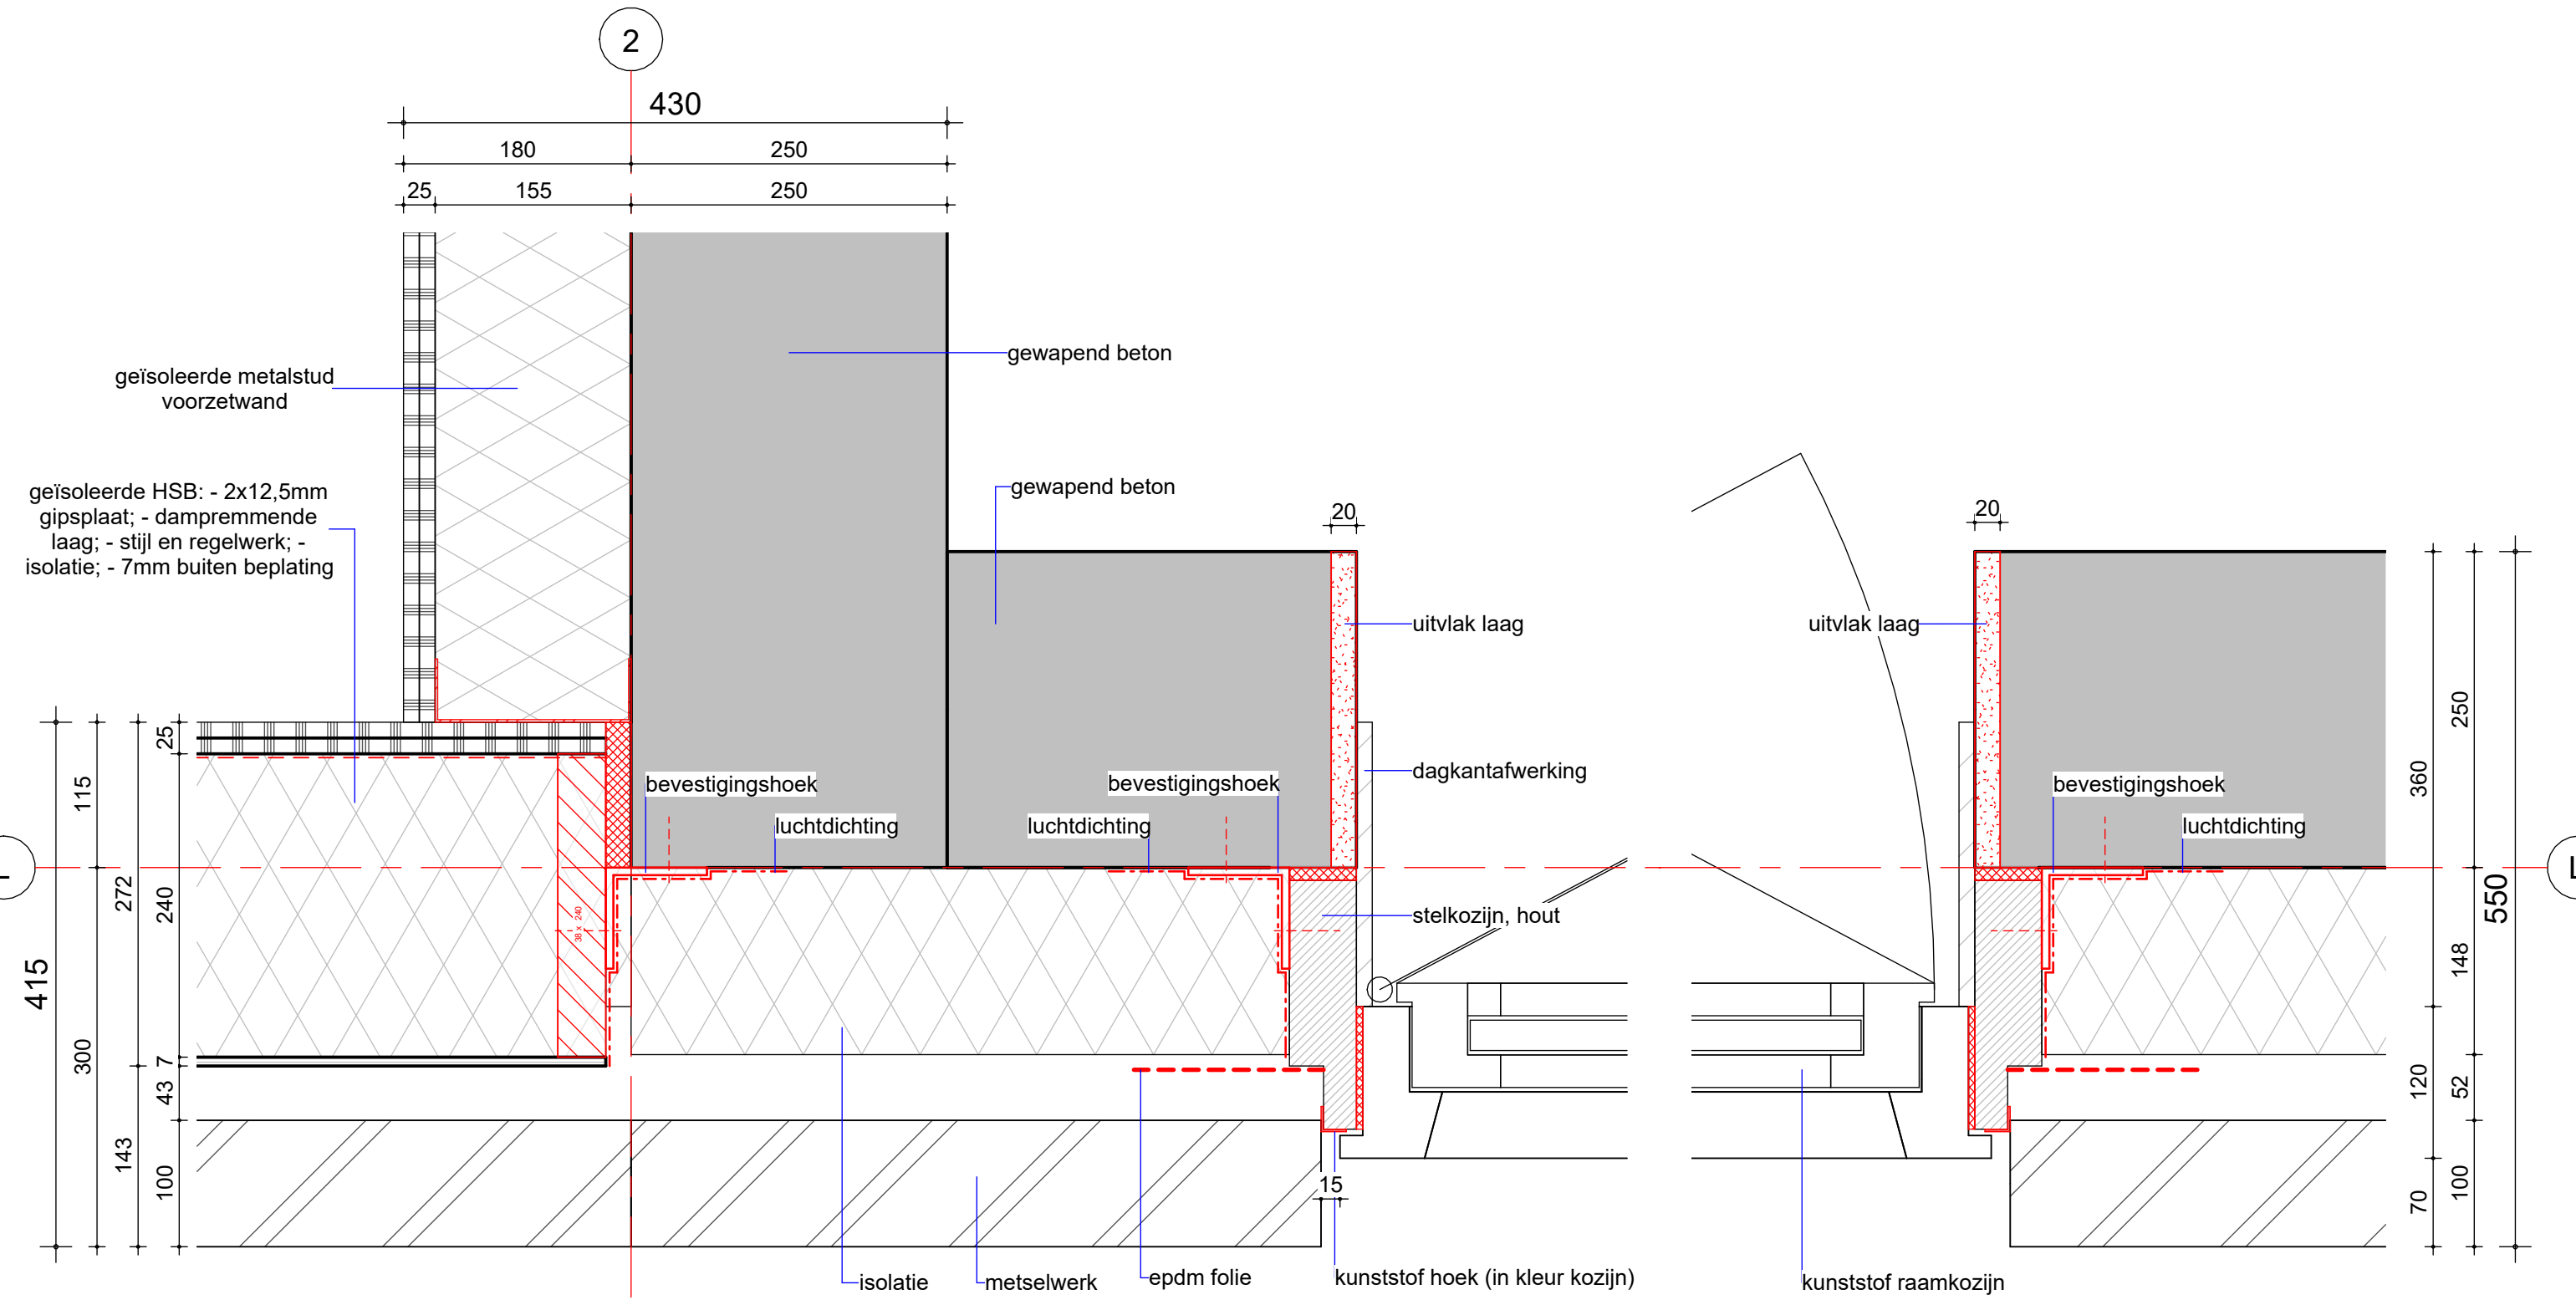 2
430
180
250
25
155
250
geïsoleerde metalstud
voorzetwand
gewapend beton
geïsoleerde HSB: - 2x12,5mm
gipsplaat; - dampremmende
laag; - stijl en regelwerk; -
isolatie; - 7mm buiten beplating
gewapend beton
20
20
uitvlak laag
uitvlak laag
dagkantafwerking
bevestigingshoek
bevestigingshoek
bevestigingshoek
luchtdichting
luchtdichting
luchtdichting
stelkozijn, hout
38 x 240
415
115
300
272
143
25
240
7
43
100
360
120
70
250
148
52
100
550
L
15
isolatie
metselwerk
epdm folie
kunststof hoek (in kleur kozijn)
kunststof raamkozijn